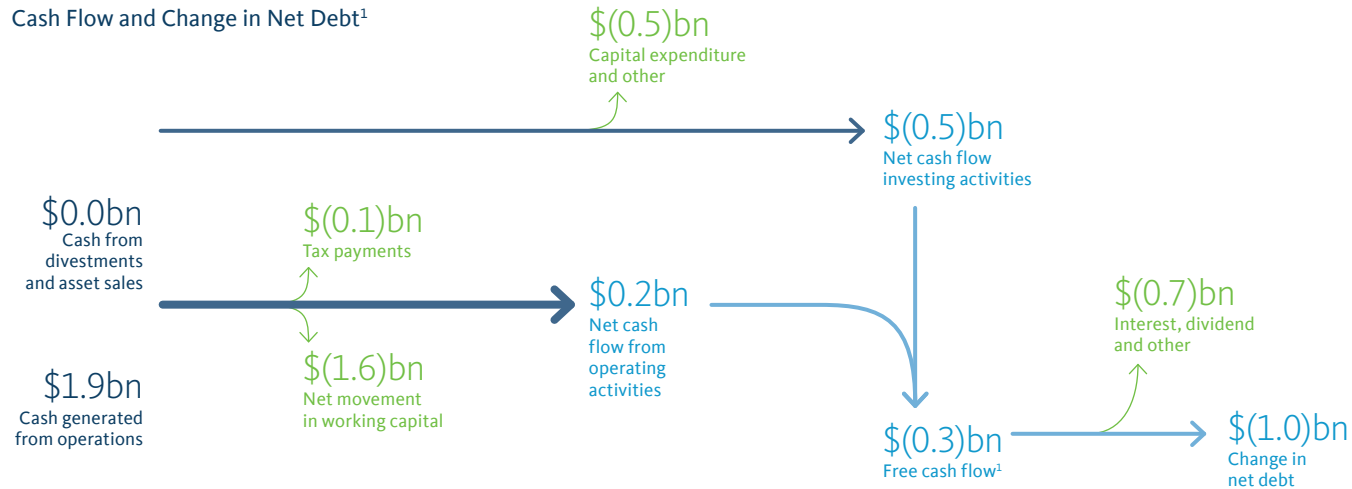 Cash Flow and Change in Net Debt¹
$(0.5)bn
Capital expenditure
and other
$(0.5)bn
Net cash flow
investing activities
$0.0bn
Cash from
divestments
and asset sales
$(0.1)bn
Tax payments
$0.2bn
Net cash
flow from
operating
activities
$(0.7)bn
Interest, dividend
and other
$1.9bn
Cash generated
from operations
$(1.6)bn
Net movement
in working capital
$(0.3)bn
Free cash flow¹
$(1.0)bn
Change in
net debt